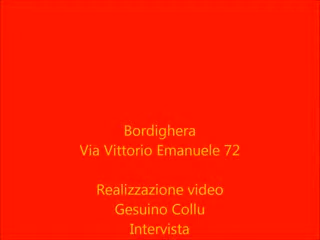 Bordighera
Via Vittorio Emanuele 72
Realizzazione video
Gesuino Collu
Intervista